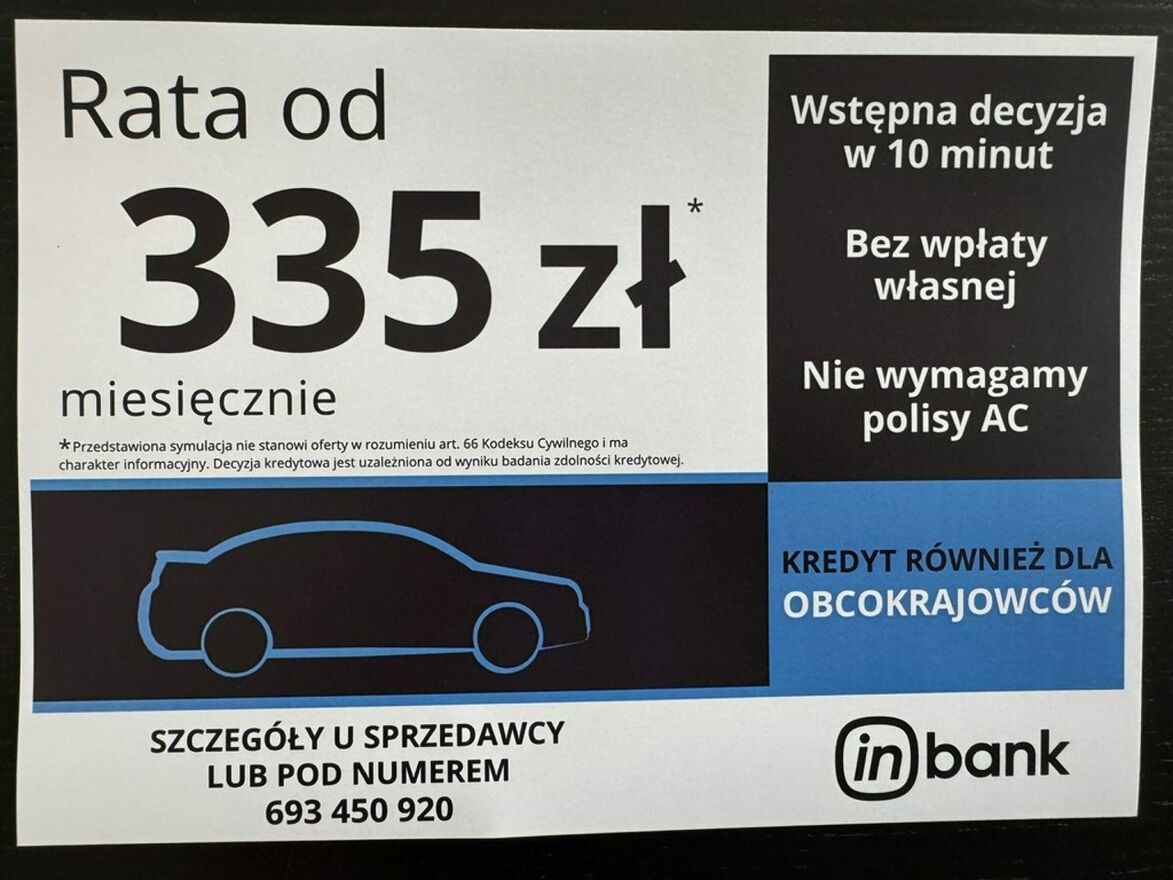 Rata od
335 zł*
miesięcznie
*Przedstawiona symulacja nie stanowi oferty w rozumieniu art. 66 Kodeksu Cywilnego i ma
charakter informacyjny. Decyzja kredytowa jest uzależniona od wyniku badania zdolności kredytowej.
Wstępna decyzja
w 10 minut
Bez wpłaty
własnej
Nie wymagamy
polisy AC
KREDYT RÓWNIEŻ DLA
OBCOKRAJOWCÓW
SZCZEGÓŁY U SPRZEDAWCY
LUB POD NUMEREM
693 450 920
inbank